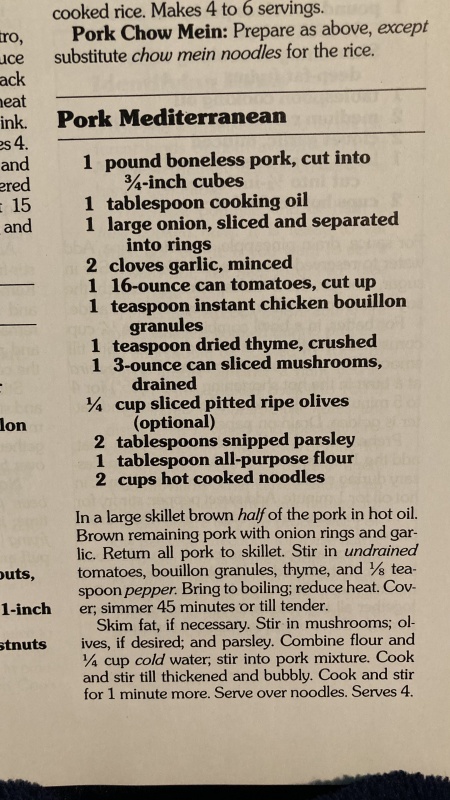 cooked rice. Makes 4 to 6 servings.
Pork Chow Mein: Prepare as above, except
substitute chow mein noodles for the rice.
Pork Mediterranean
1 pound boneless pork, cut into
¾-inch cubes
1 tablespoon cooking oil
1 large onion, sliced and separated
into rings
2 cloves garlic, minced
1 16-ounce can tomatoes, cut up
1 teaspoon instant chicken bouillon
granules
1 teaspoon dried thyme, crushed
1 3-ounce can sliced mushrooms,
drained
¼ cup sliced pitted ripe olives
(optional)
2 tablespoons snipped parsley
1 tablespoon all-purpose flour
2 cups hot cooked noodles
In a large skillet brown half of the pork in hot oil.
Brown remaining pork with onion rings and gar-
lic. Return all pork to skillet. Stir in undrained
tomatoes, bouillon granules, thyme, and ⅛ tea-
spoon pepper. Bring to boiling; reduce heat. Cov-
er; simmer 45 minutes or till tender.
Skim fat, if necessary. Stir in mushrooms; ol-
ives, if desired; and parsley. Combine flour and
¼ cup cold water; stir into pork mixture. Cook
and stir till thickened and bubbly. Cook and stir
for 1 minute more. Serve over noodles. Serves 4.
and
15
and
1-inch